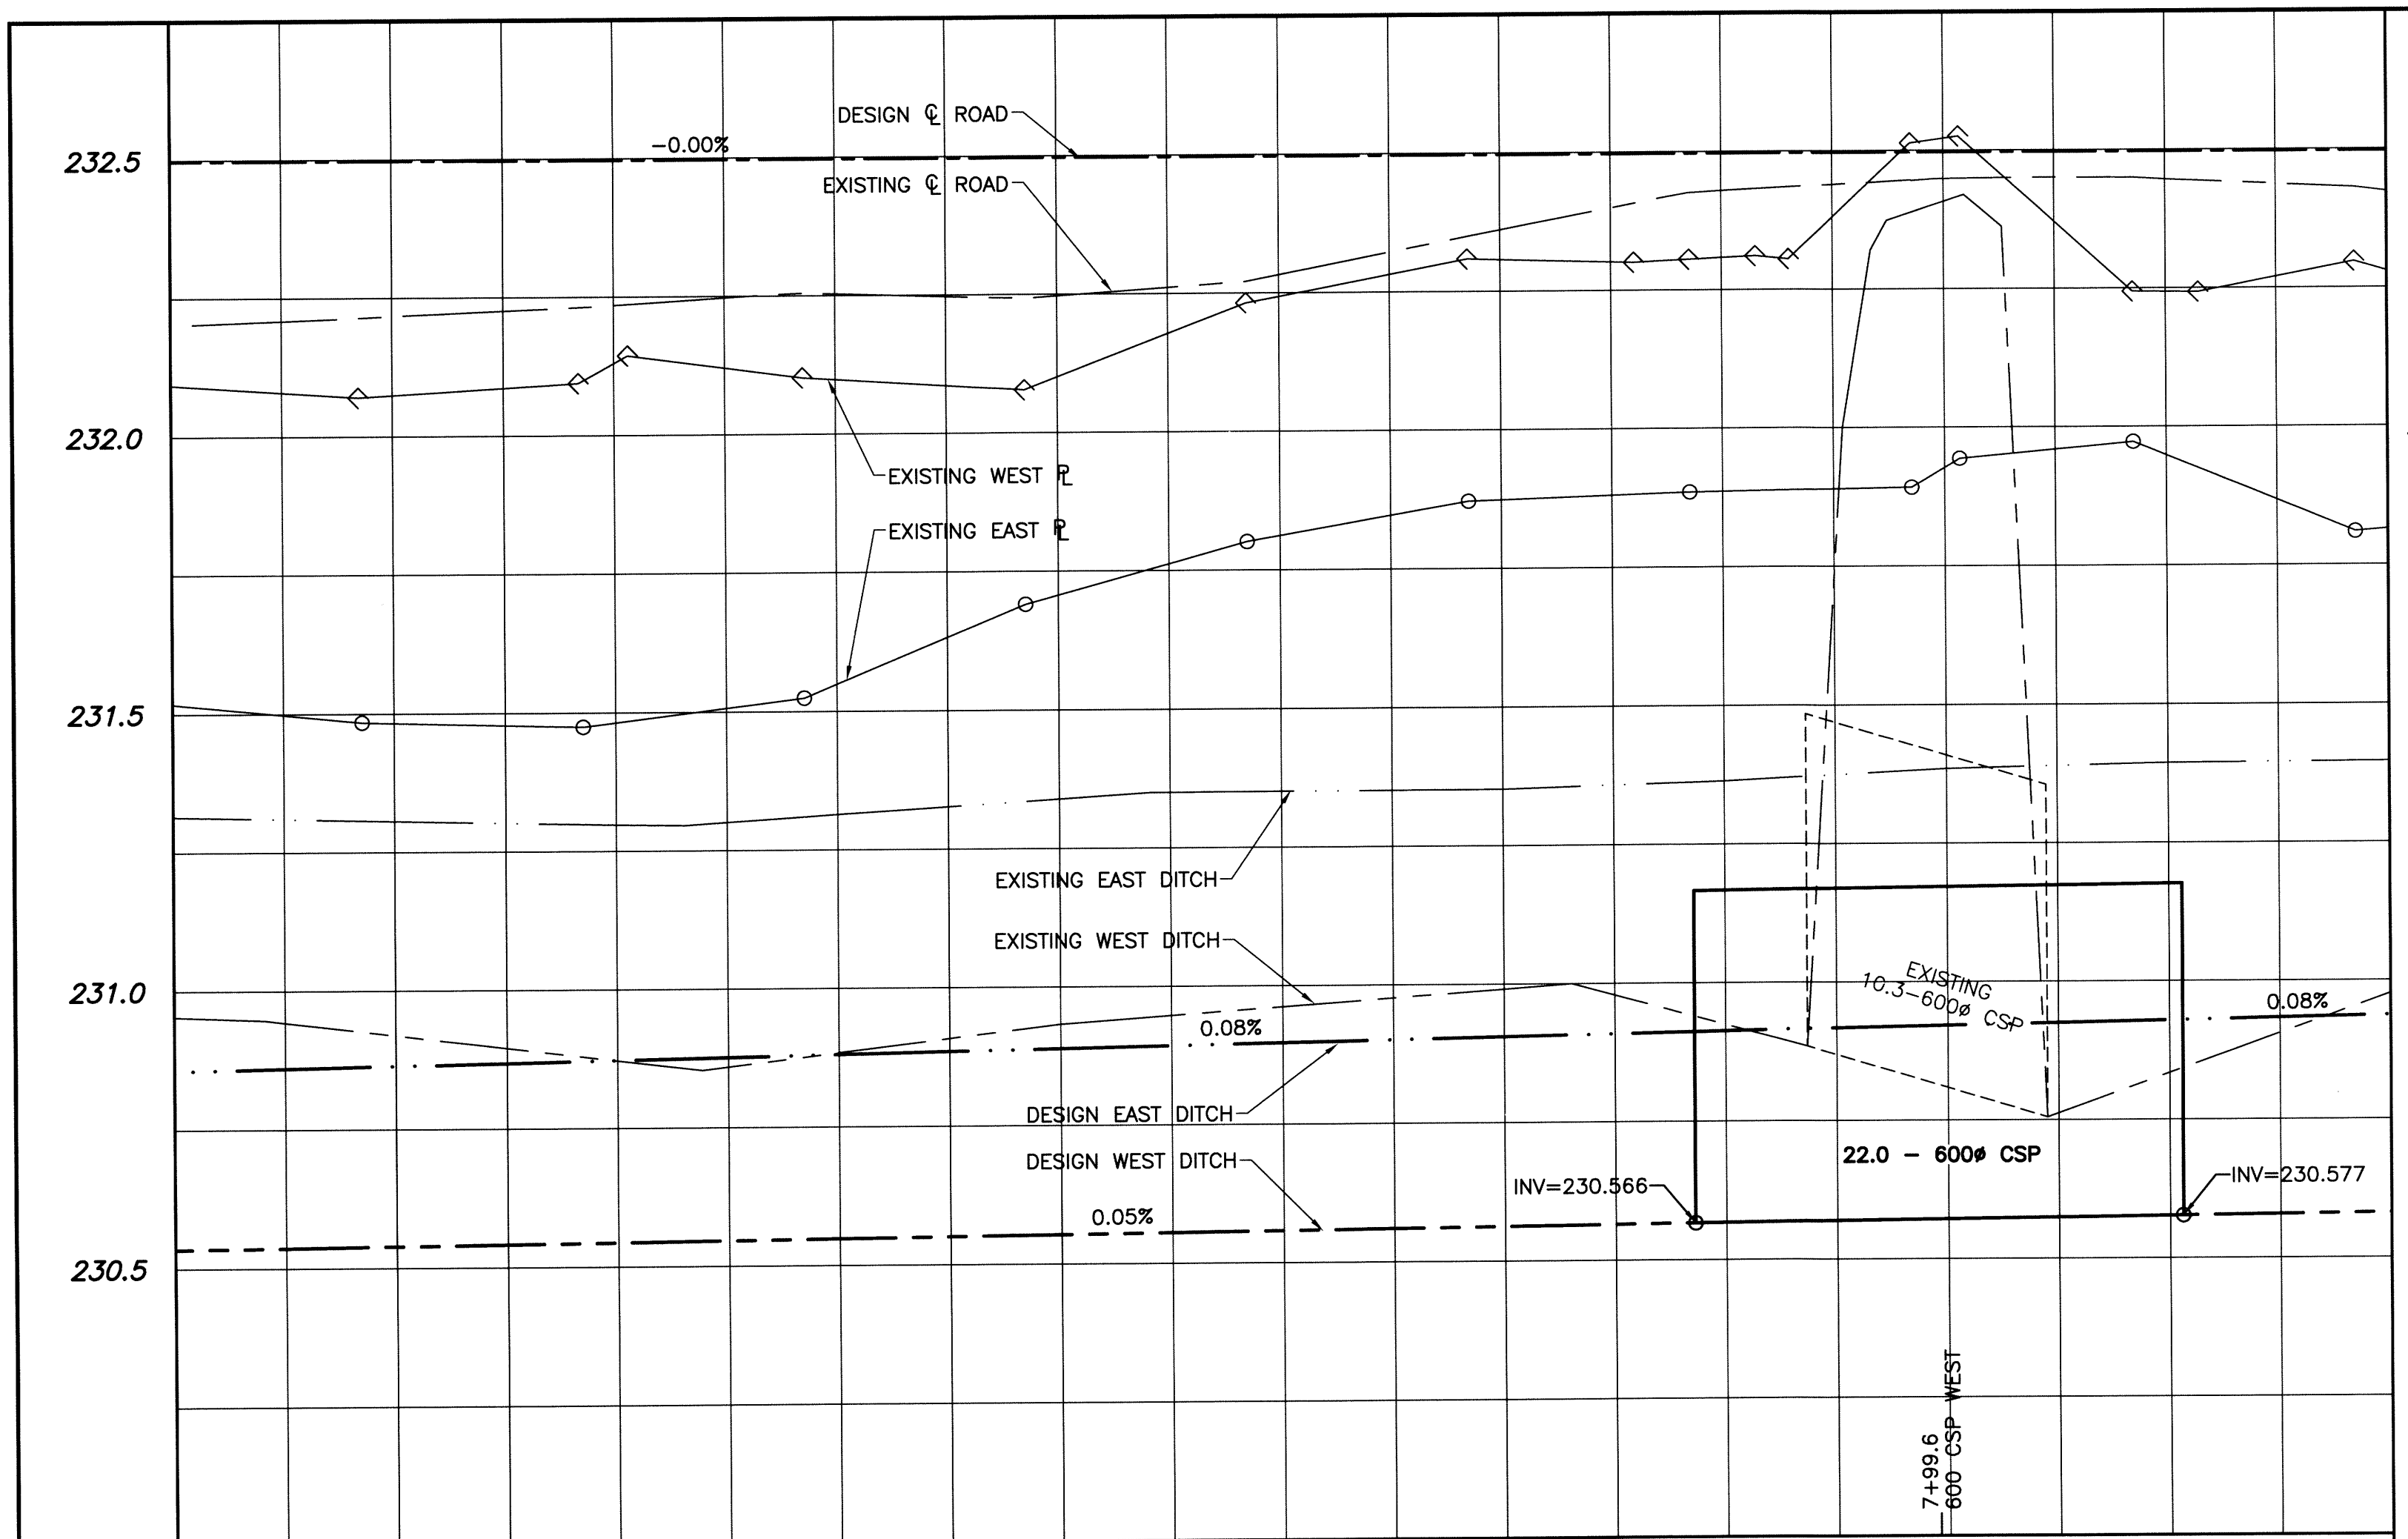 DESIGN ℄ ROAD
-0.00%
232.5
EXISTING ℄ ROAD
232.0
EXISTING WEST ⅊
EXISTING EAST ⅊
231.5
EXISTING EAST DITCH
EXISTING WEST DITCH
231.0
EXISTING
10.3-600ø CSP
0.08%
0.08%
DESIGN EAST DITCH
22.0 - 600ø CSP
DESIGN WEST DITCH
INV=230.566
INV=230.577
0.05%
230.5
7+99.6
600 CSP WEST